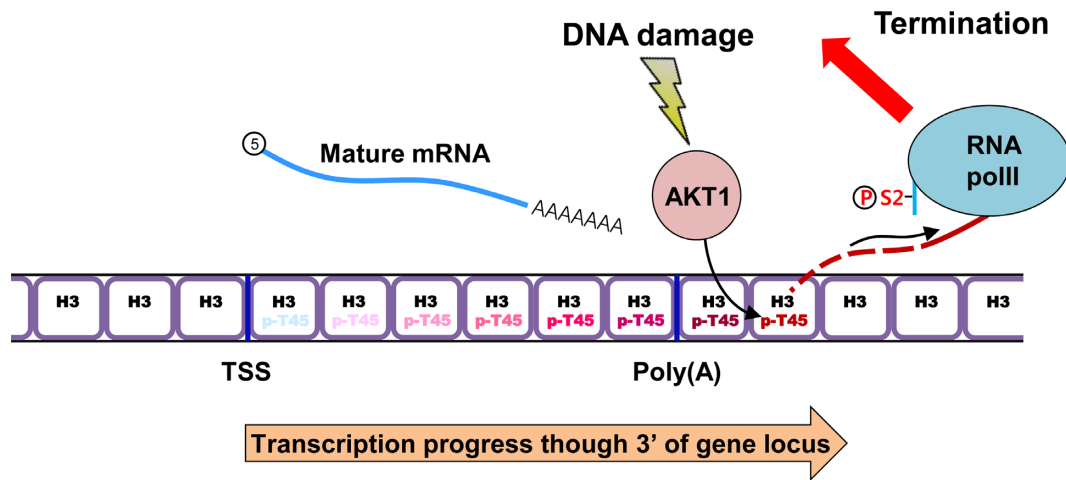 DNA damage
Termination
5
Mature mRNA
AAAAAAA
AKT1
RNA
polII
P S2
H3 H3 H3 H3 H3 H3 H3 H3 H3 H3 H3 H3 H3 H3
p-T45 p-T45 p-T45 p-T45 p-T45 p-T45 p-T45 p-T45
TSS
Poly(A)
Transcription progress though 3’ of gene locus